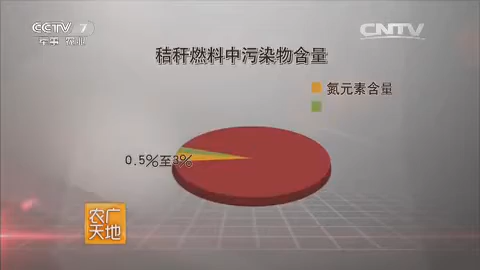 CCTV 7 CNTV
军事 农业
秸秆燃料中污染物含量
氮元素含量
0.5%至3%
农广
天地